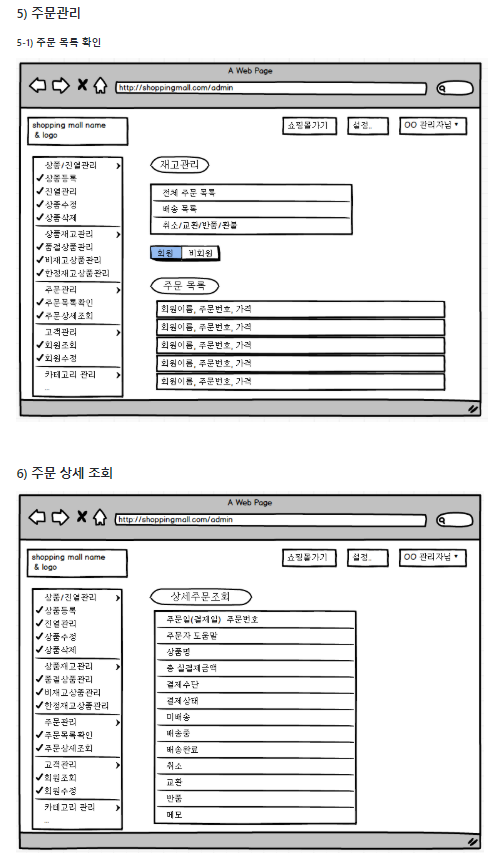 5) 주문관리
5-1) 주문 목록 확인
A Web Page
http://shoppingmall.com/admin
shopping mall name
& logo
쇼핑몰가기
설정..
OO 관리자님
상품/진열관리
상품등록
진열관리
상품수정
상품삭제
상품재고관리
품절상품관리
비재고상품관리
한정재고상품관리
주문관리
주문목록확인
주문상세조회
고객관리
회원조회
회원수정
카테고리 관리
...
재고관리
전체 주문 목록
배송 목록
취소/교환/반품/환불
회원
비회원
주문 목록
회원이름, 주문번호, 가격
회원이름, 주문번호, 가격
회원이름, 주문번호, 가격
회원이름, 주문번호, 가격
회원이름, 주문번호, 가격
6) 주문 상세 조회
A Web Page
http://shoppingmall.com/admin
shopping mall name
& logo
쇼핑몰가기
설정..
OO 관리자님
상품/진열관리
상품등록
진열관리
상품수정
상품삭제
상품재고관리
품절상품관리
비재고상품관리
한정재고상품관리
주문관리
주문목록확인
주문상세조회
고객관리
회원조회
회원수정
카테고리 관리
...
상세주문조회
주문일(결제일) 주문번호
주문자 도움말
상품명
총 실결제금액
결제수단
결제상태
미배송
배송중
배송완료
취소
교환
반품
메모